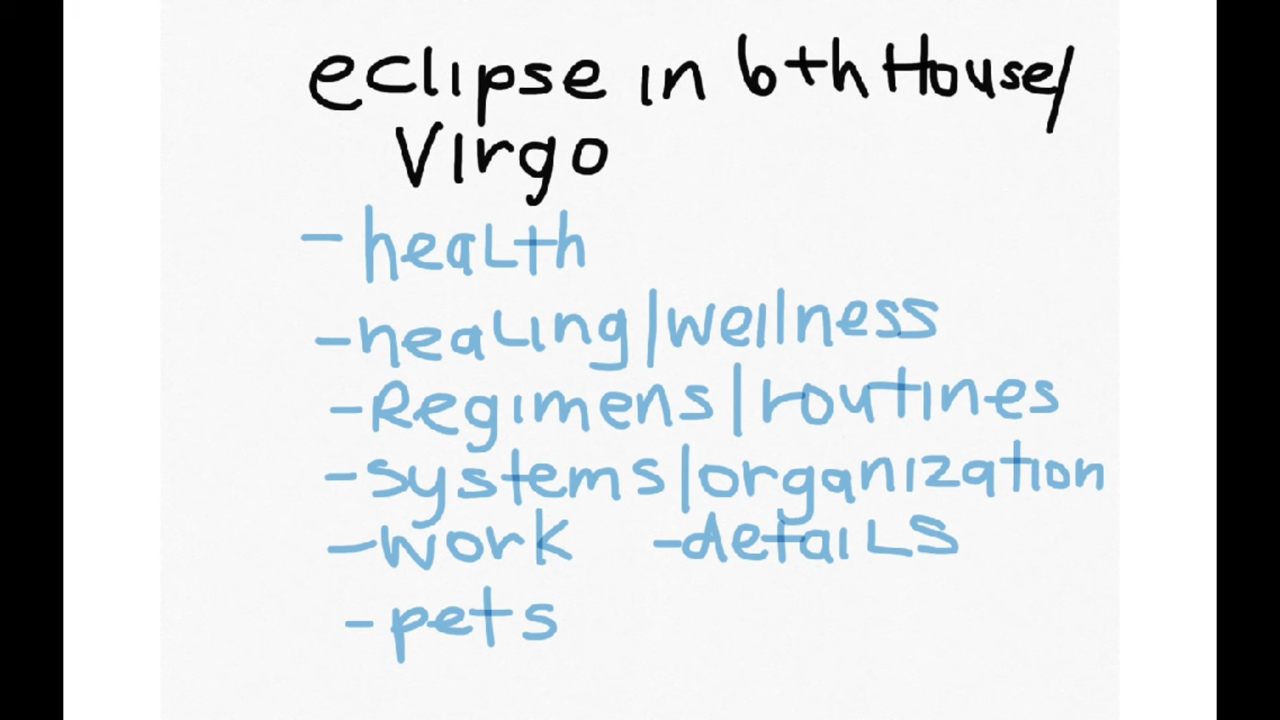 eclipse in 6th House/
Virgo
- health
- healing/wellness
- Regimens/routines
- systems/organization
- work - details
- pets